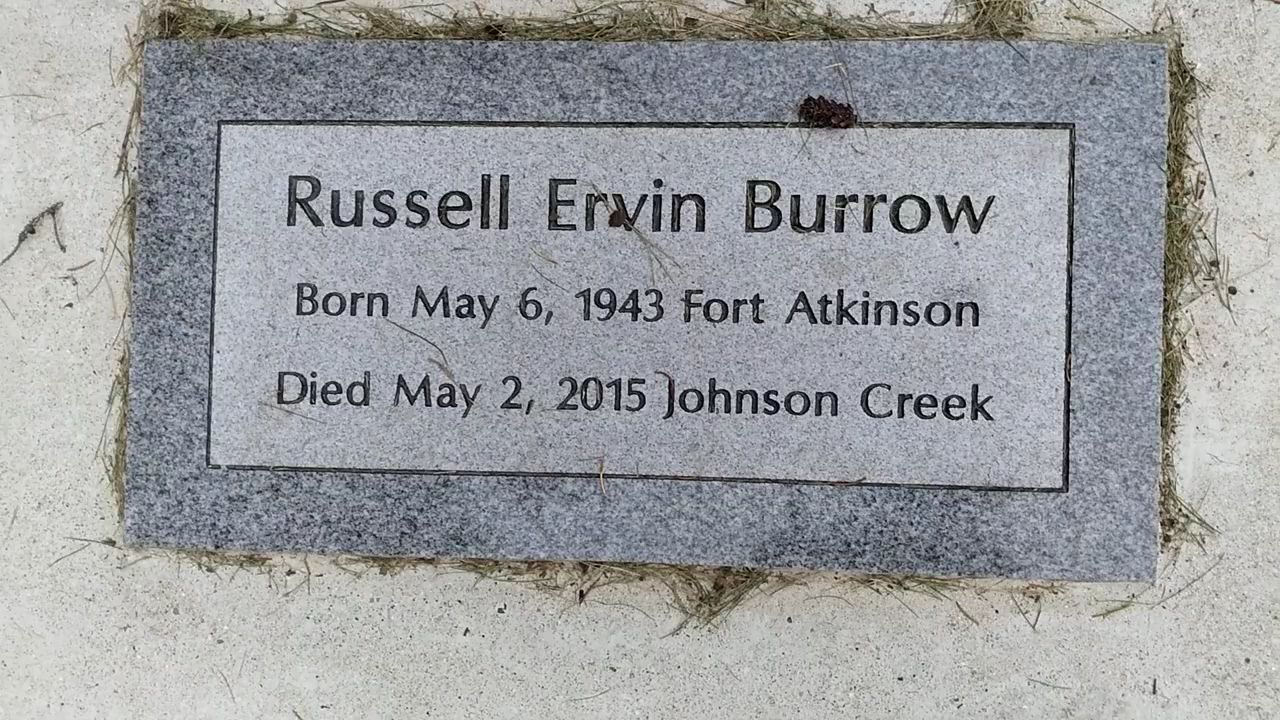 Russell Ervin Burrow
Born May 6, 1943 Fort Atkinson
Died May 2, 2015 Johnson Creek